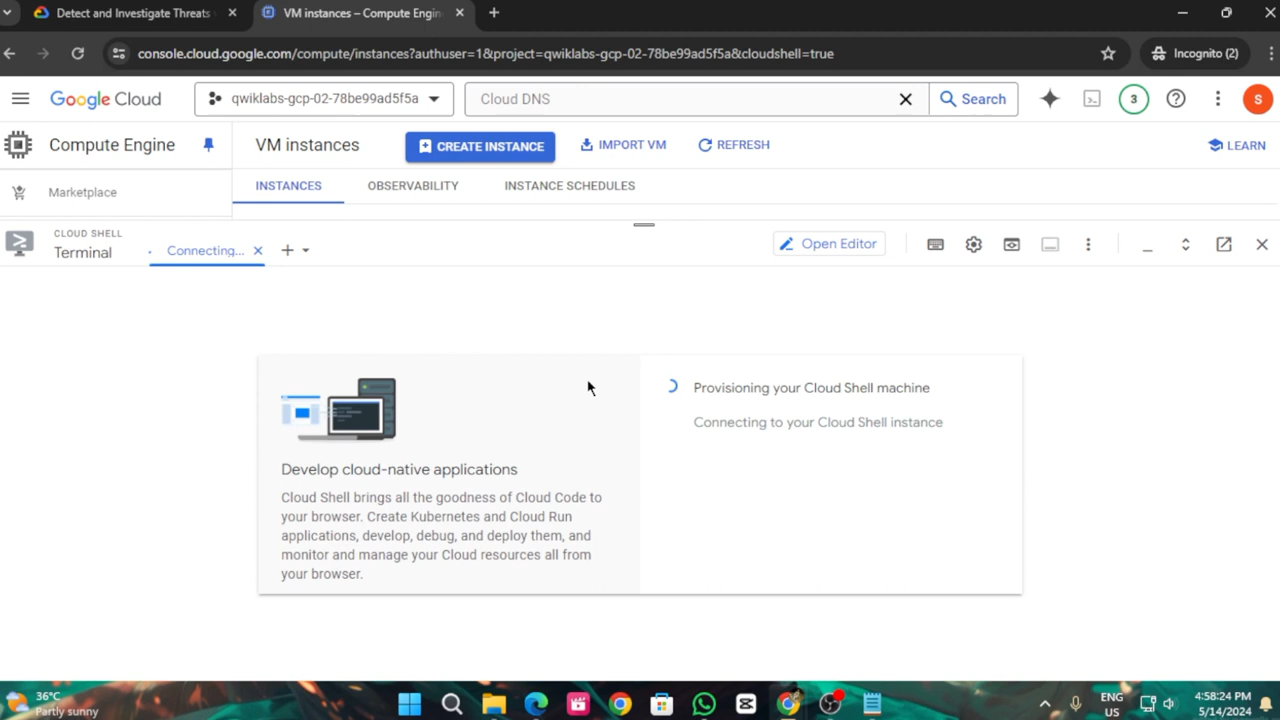 Detect and Investigate Threats
VM instances – Compute Engin
console.cloud.google.com/compute/instances?authuser=1&project=qwiklabs-gcp-02-78be99ad5f5a&cloudshell=true
Incognito (2)
Google Cloud
qwiklabs-gcp-02-78be99ad5f5a
Cloud DNS
Search
3
S
Compute Engine
VM instances
CREATE INSTANCE
IMPORT VM
REFRESH
LEARN
Marketplace
INSTANCES
OBSERVABILITY
INSTANCE SCHEDULES
CLOUD SHELL
Terminal
Connecting...
Open Editor
Provisioning your Cloud Shell machine
Connecting to your Cloud Shell instance
Develop cloud-native applications
Cloud Shell brings all the goodness of Cloud Code to
your browser. Create Kubernetes and Cloud Run
applications, develop, debug, and deploy them, and
monitor and manage your Cloud resources all from
your browser.
36°C
Partly sunny
ENG
US
4:58:24 PM
5/14/2024